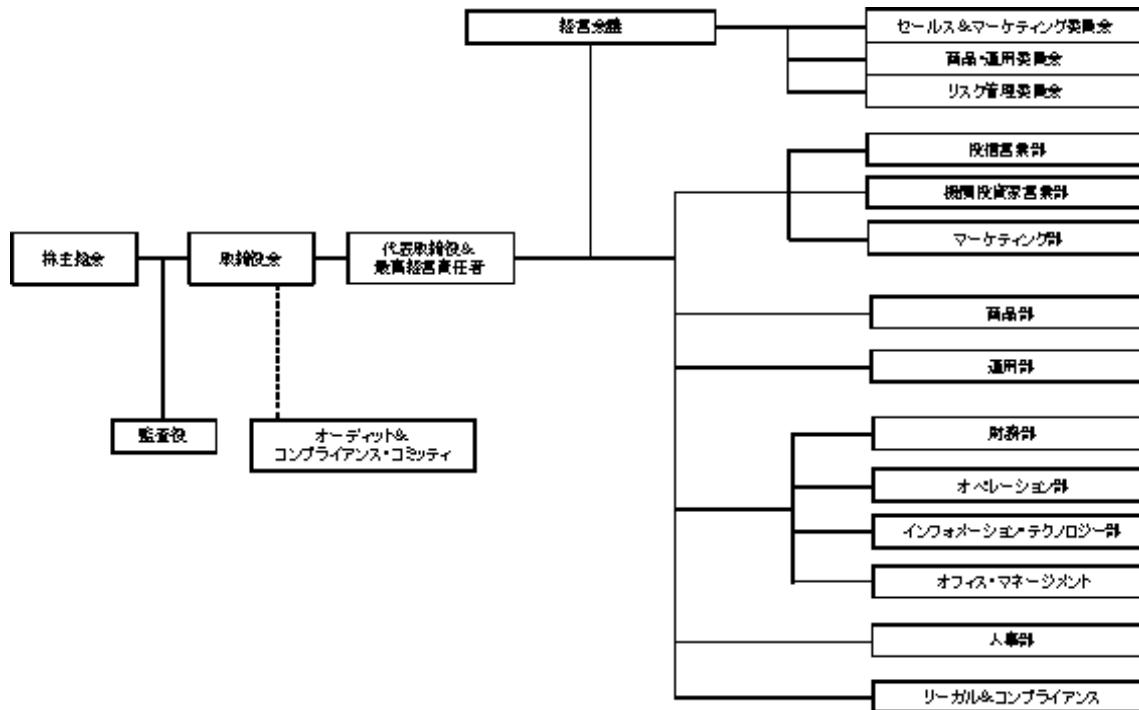 経営会議
セールス&マーケティング委員会
商品・運用委員会
リスク管理委員会
投信営業部
機関投資家営業部
マーケティング部
株主総会
取締役会
代表取締役&
最高経営責任者
商品部
運用部
監査役
オーディット&
コンプライアンス・コミッティ
財務部
オペレーション部
インフォメーション・テクノロジー部
オフィス・マネージメント
人事部
リーガル&コンプライアンス